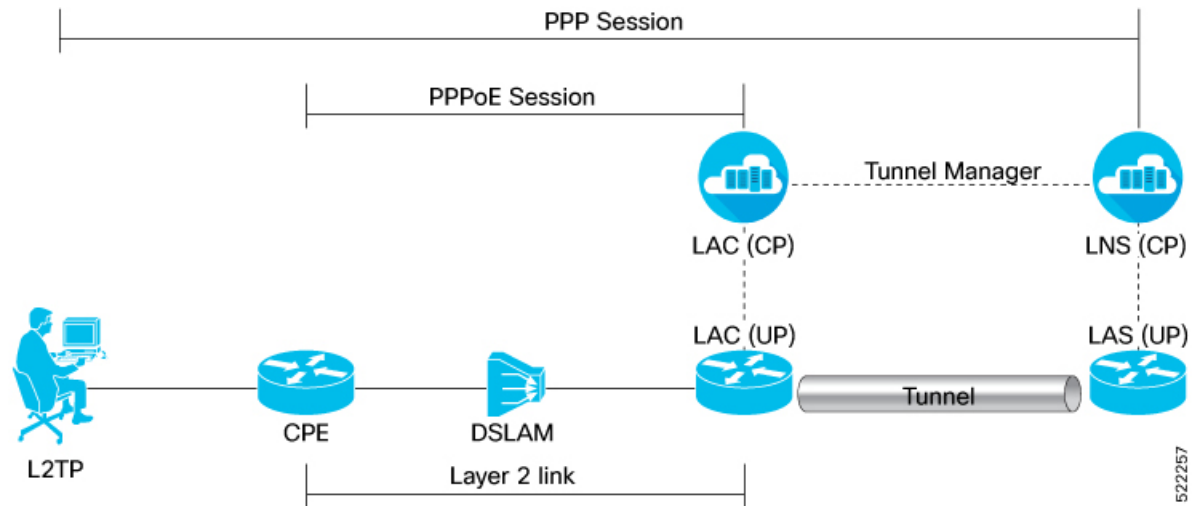 PPP Session
PPPoE Session
Tunnel Manager
LAC (CP)
LNS (CP)
LAC (UP)
LAS (UP)
Tunnel
CPE
DSLAM
L2TP
Layer 2 link
522257